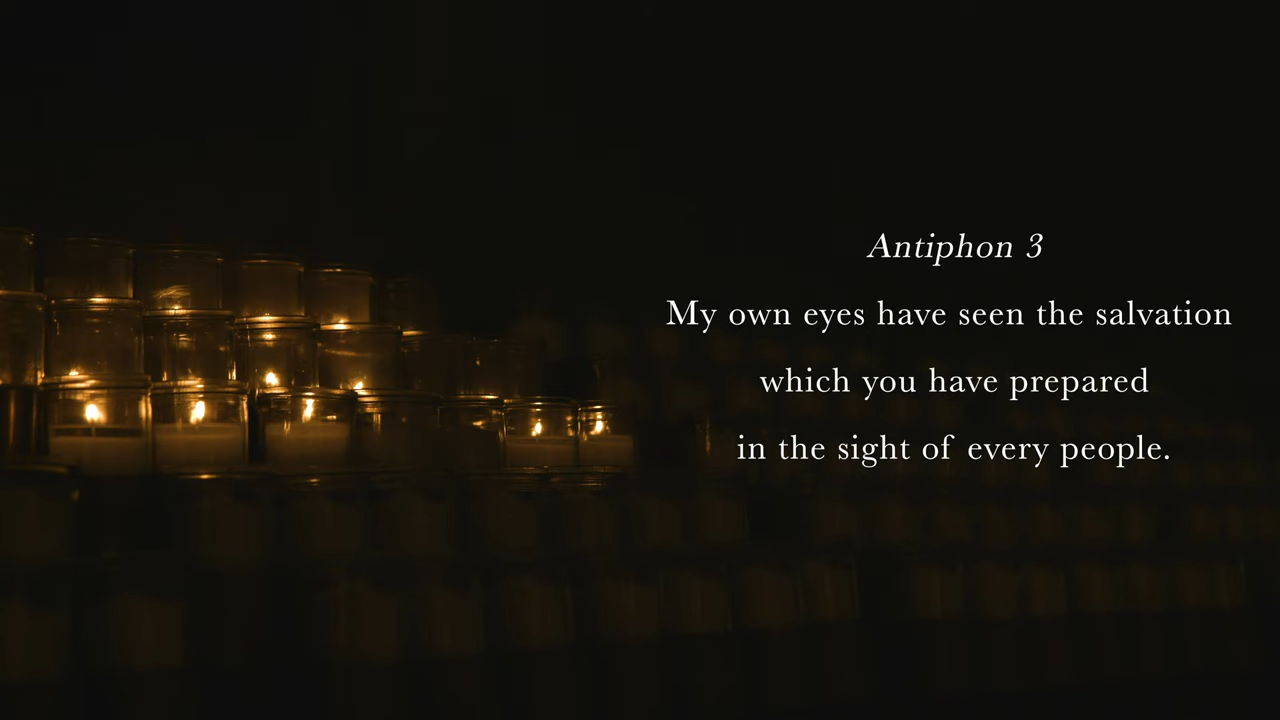 Antiphon 3
My own eyes have seen the salvation
which you have prepared
in the sight of every people.